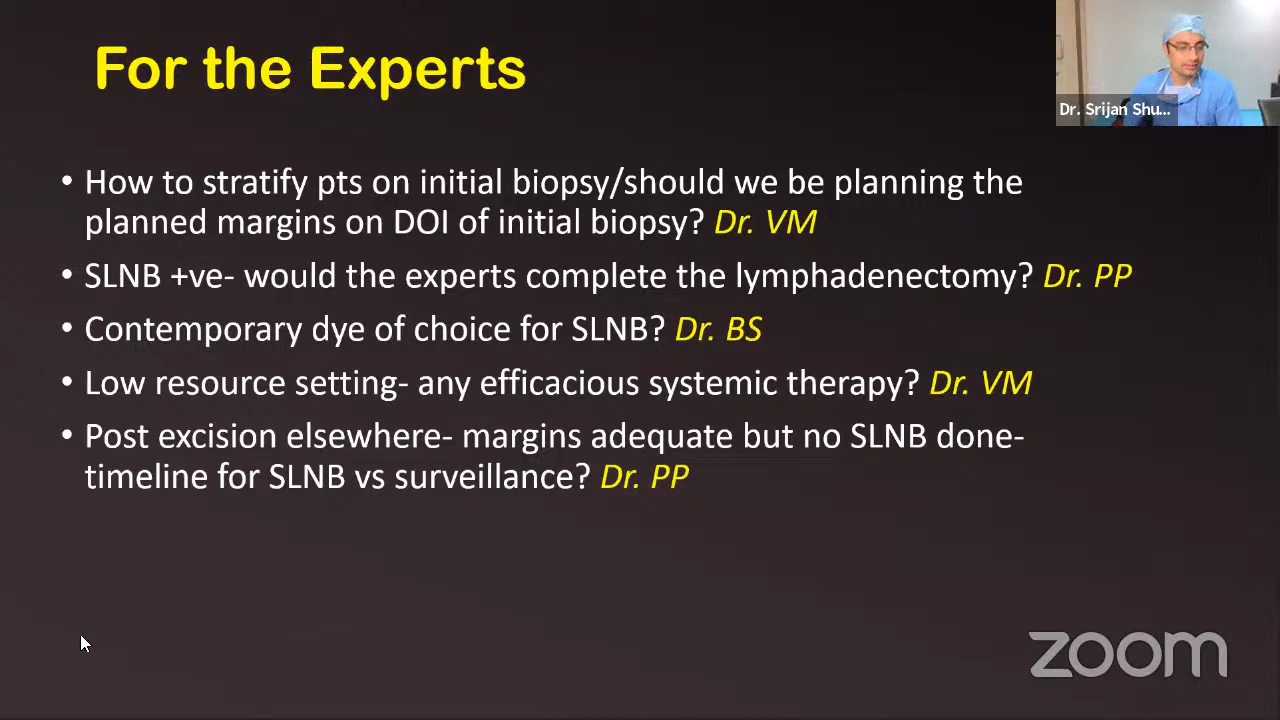 For the Experts
Dr. Srijan Shu...
• How to stratify pts on initial biopsy/should we be planning the
planned margins on DOI of initial biopsy? Dr. VM
• SLNB +ve- would the experts complete the lymphadenectomy? Dr. PP
• Contemporary dye of choice for SLNB? Dr. BS
• Low resource setting- any efficacious systemic therapy? Dr. VM
• Post excision elsewhere- margins adequate but no SLNB done-
timeline for SLNB vs surveillance? Dr. PP
zoom